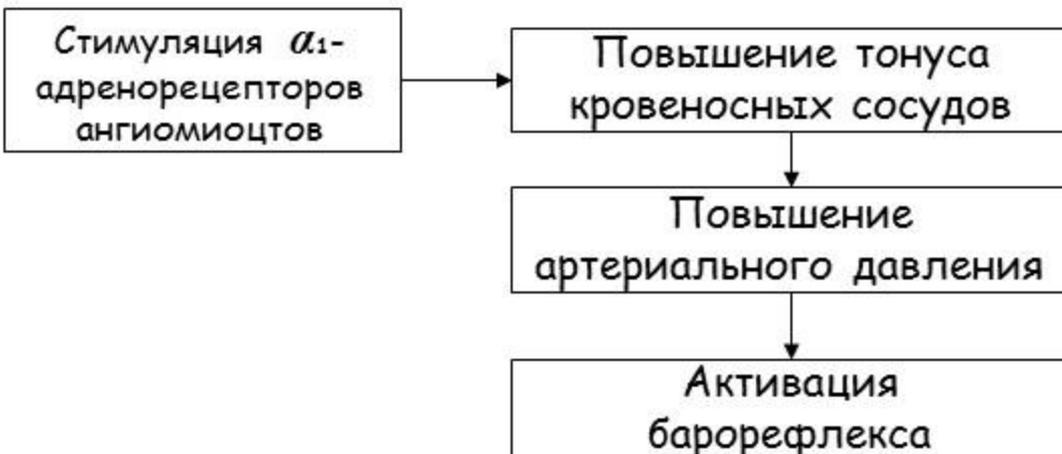 Стимуляция α₁-
адренорецепторов
ангиомиоцтов
Повышение тонуса
кровеносных сосудов
Повышение
артериального давления
Активация
барорефлекса